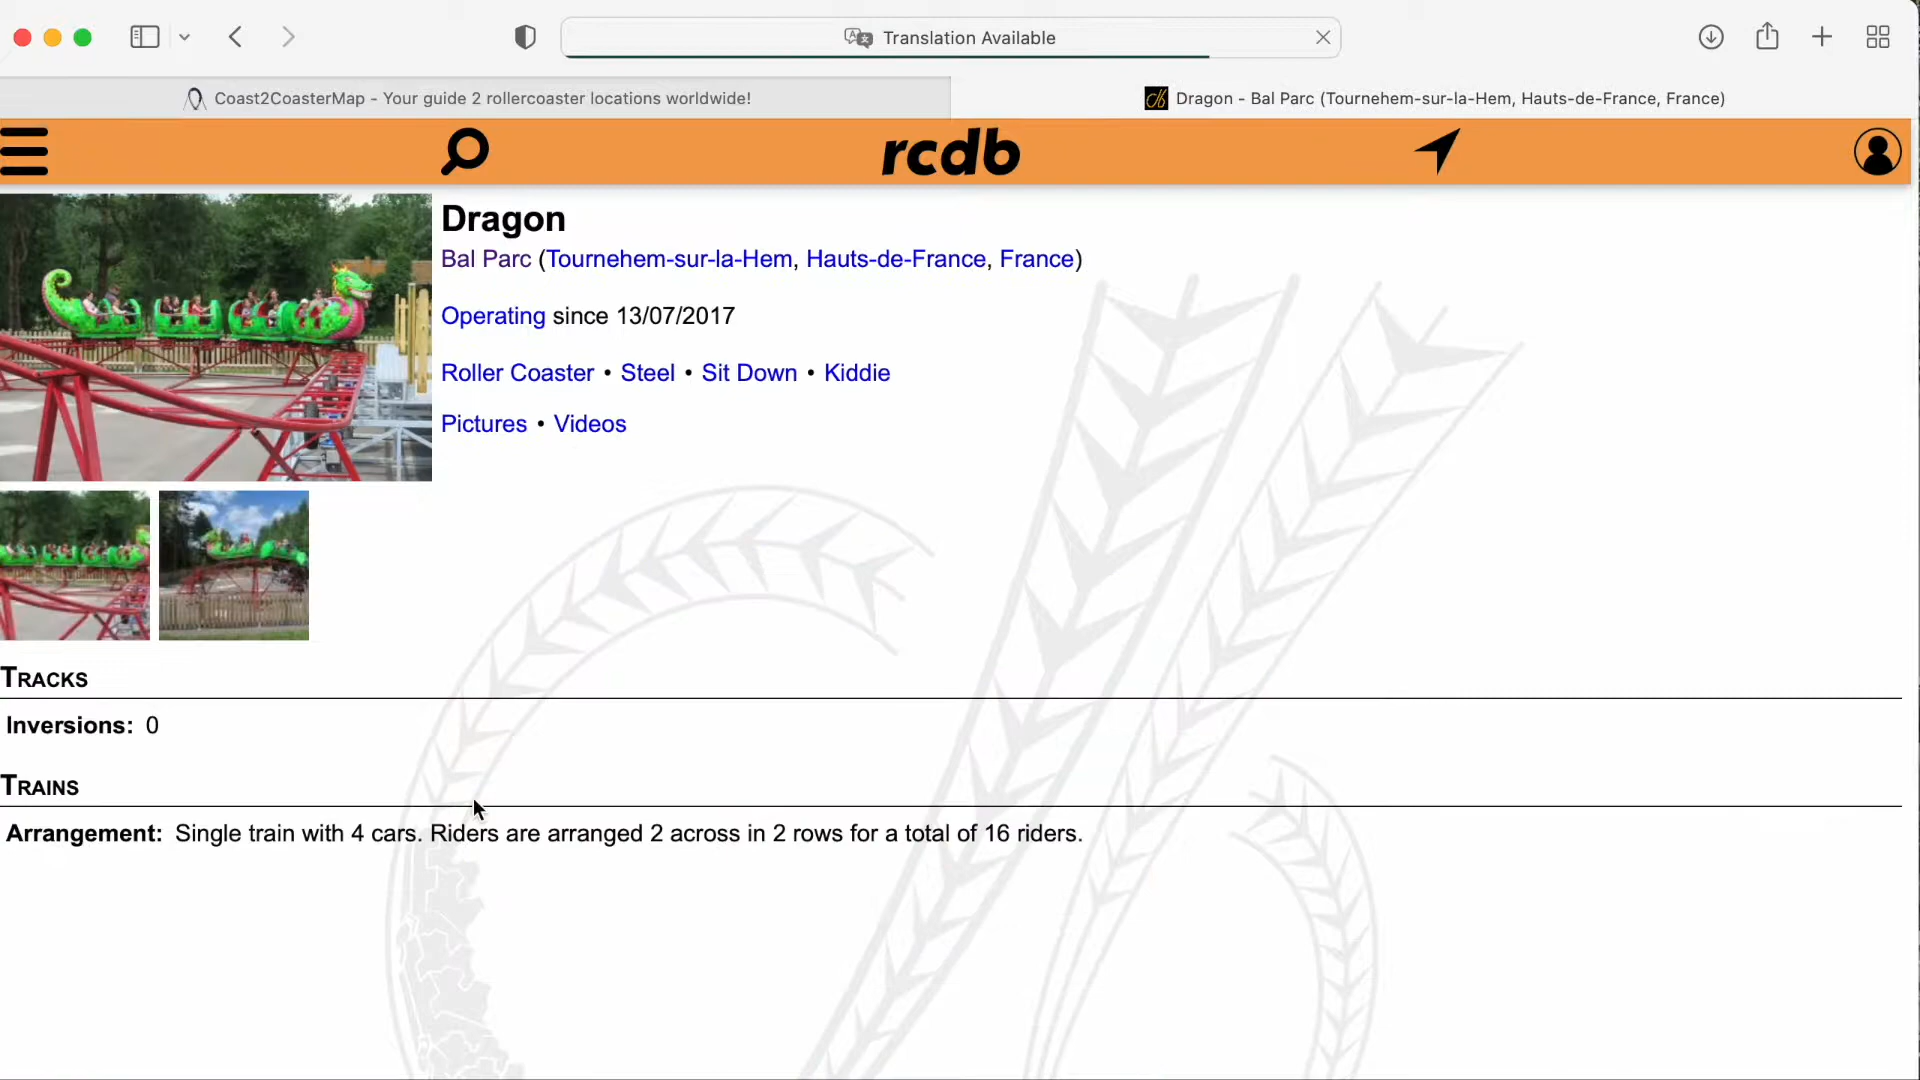 Translation Available
Coast2CoasterMap - Your guide 2 rollercoaster locations worldwide!
Dragon - Bal Parc (Tournehem-sur-la-Hem, Hauts-de-France, France)
rcdb
Dragon
Bal Parc (Tournehem-sur-la-Hem, Hauts-de-France, France)
Operating since 13/07/2017
Roller Coaster • Steel • Sit Down • Kiddie
Pictures • Videos
TRACKS
Inversions: 0
TRAINS
Arrangement: Single train with 4 cars. Riders are arranged 2 across in 2 rows for a total of 16 riders.